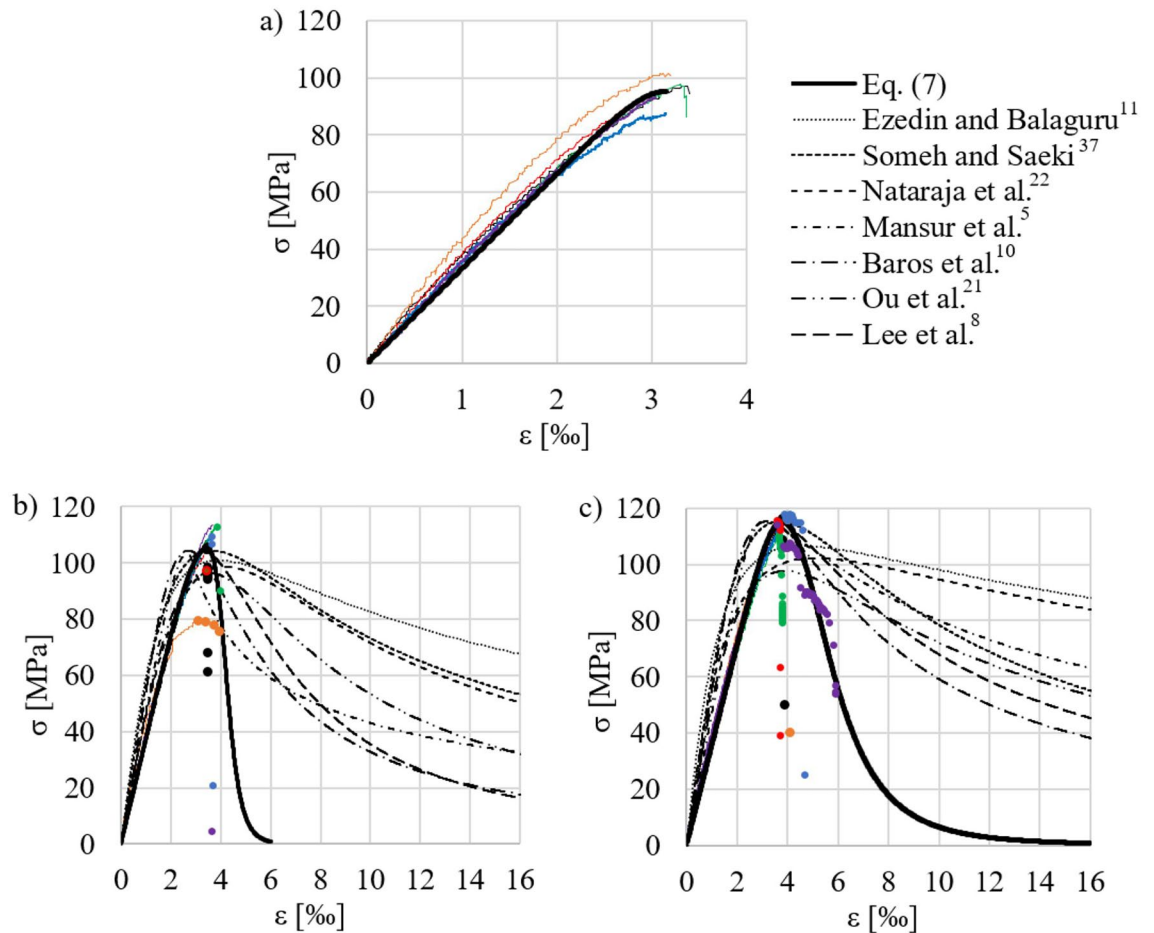 a)
120
100
80
60
40
20
0
σ [MPa]
0 1 2 3 4
ε [‰]
Eq. (7)
Ezedin and Balaguru11
Someh and Saeki37
Nataraja et al.22
Mansur et al.5
Baros et al.10
Ou et al.21
Lee et al.8
b)
120
100
80
60
40
20
0
σ [MPa]
0 2 4 6 8 10 12 14 16
ε [‰]
c)
120
100
80
60
40
20
0
σ [MPa]
0 2 4 6 8 10 12 14 16
ε [‰]